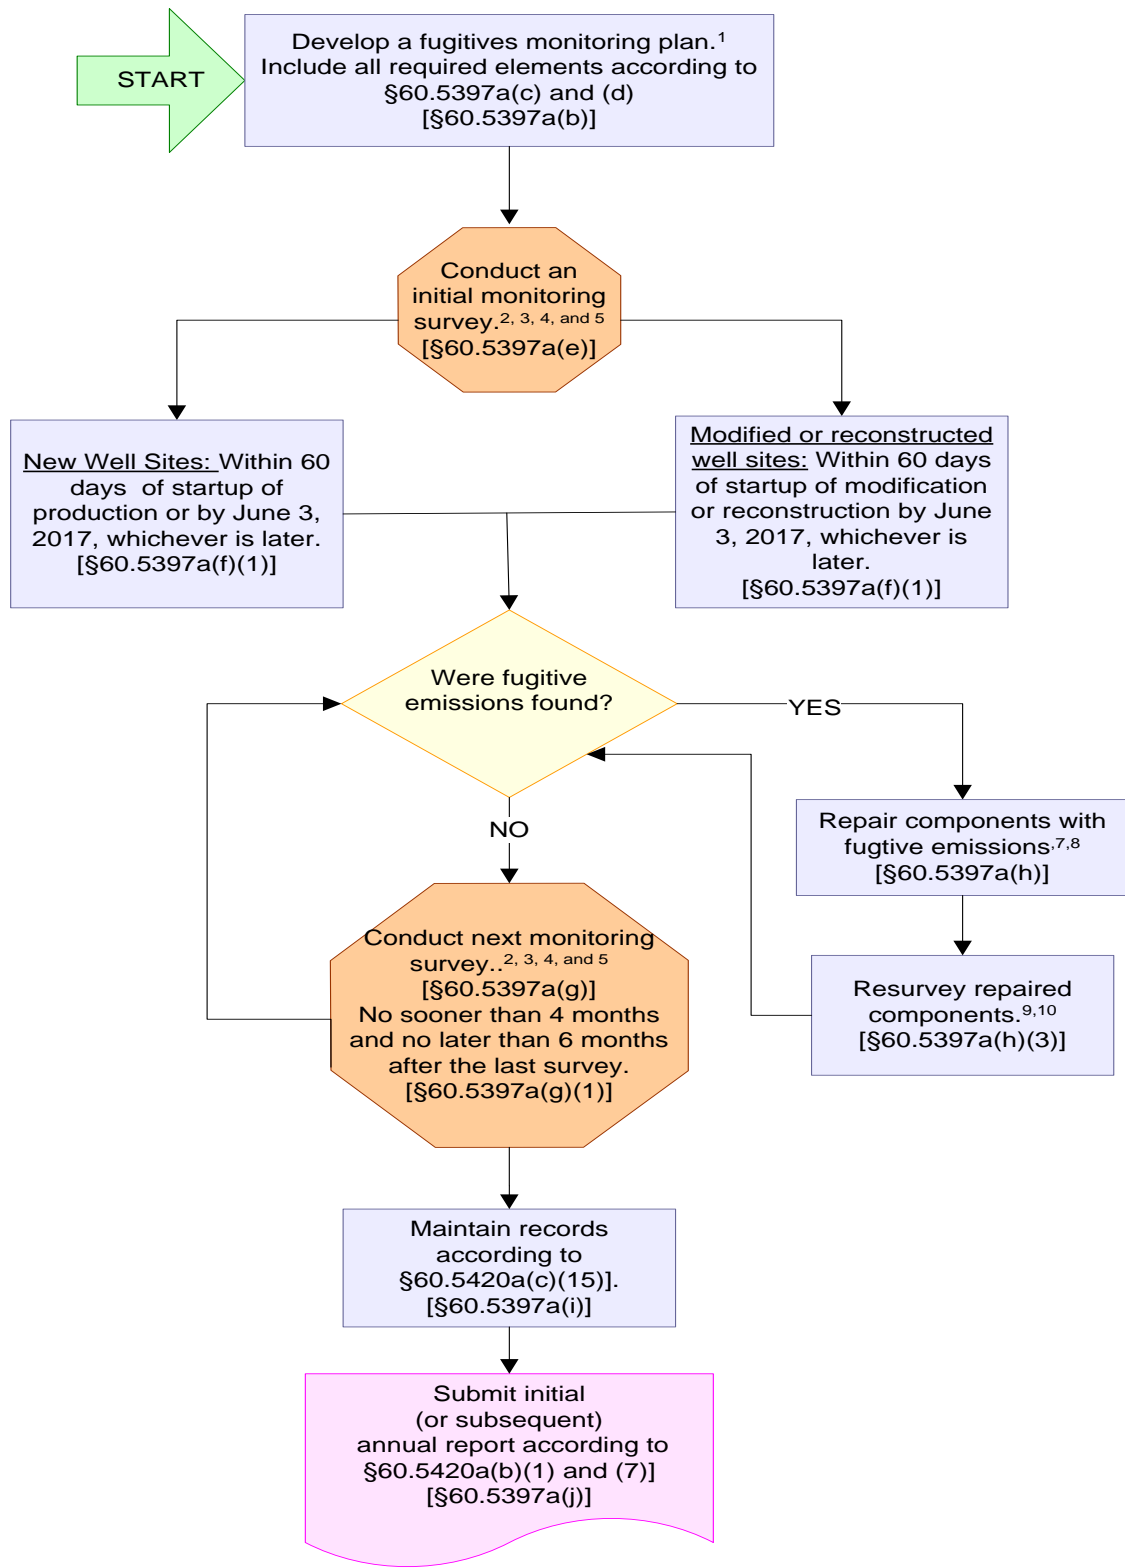 START
Develop a fugitives monitoring plan.¹
Include all required elements according to
§60.5397a(c) and (d)
[§60.5397a(b)]
Conduct an
initial monitoring
survey.²,³,⁴, and ⁵
[§60.5397a(e)]
New Well Sites: Within 60
days of startup of
production or by June 3,
2017, whichever is later.
[§60.5397a(f)(1)]
Modified or reconstructed
well sites: Within 60 days
of startup of modification
or reconstruction by June
3, 2017, whichever is
later.
[§60.5397a(f)(1)]
Were fugitive
emissions found?
YES
NO
Repair components with
fugtive emissions.,⁷,⁸
[§60.5397a(h)]
Resurvey repaired
components.⁹,¹⁰
[§60.5397a(h)(3)]
Conduct next monitoring
survey..²,³,⁴, and ⁵
[§60.5397a(g)]
No sooner than 4 months
and no later than 6 months
after the last survey.
[§60.5397a(g)(1)]
Maintain records
according to
§60.5420a(c)(15)].
[§60.5397a(i)]
Submit initial
(or subsequent)
annual report according to
§60.5420a(b)(1) and (7)]
[§60.5397a(j)]